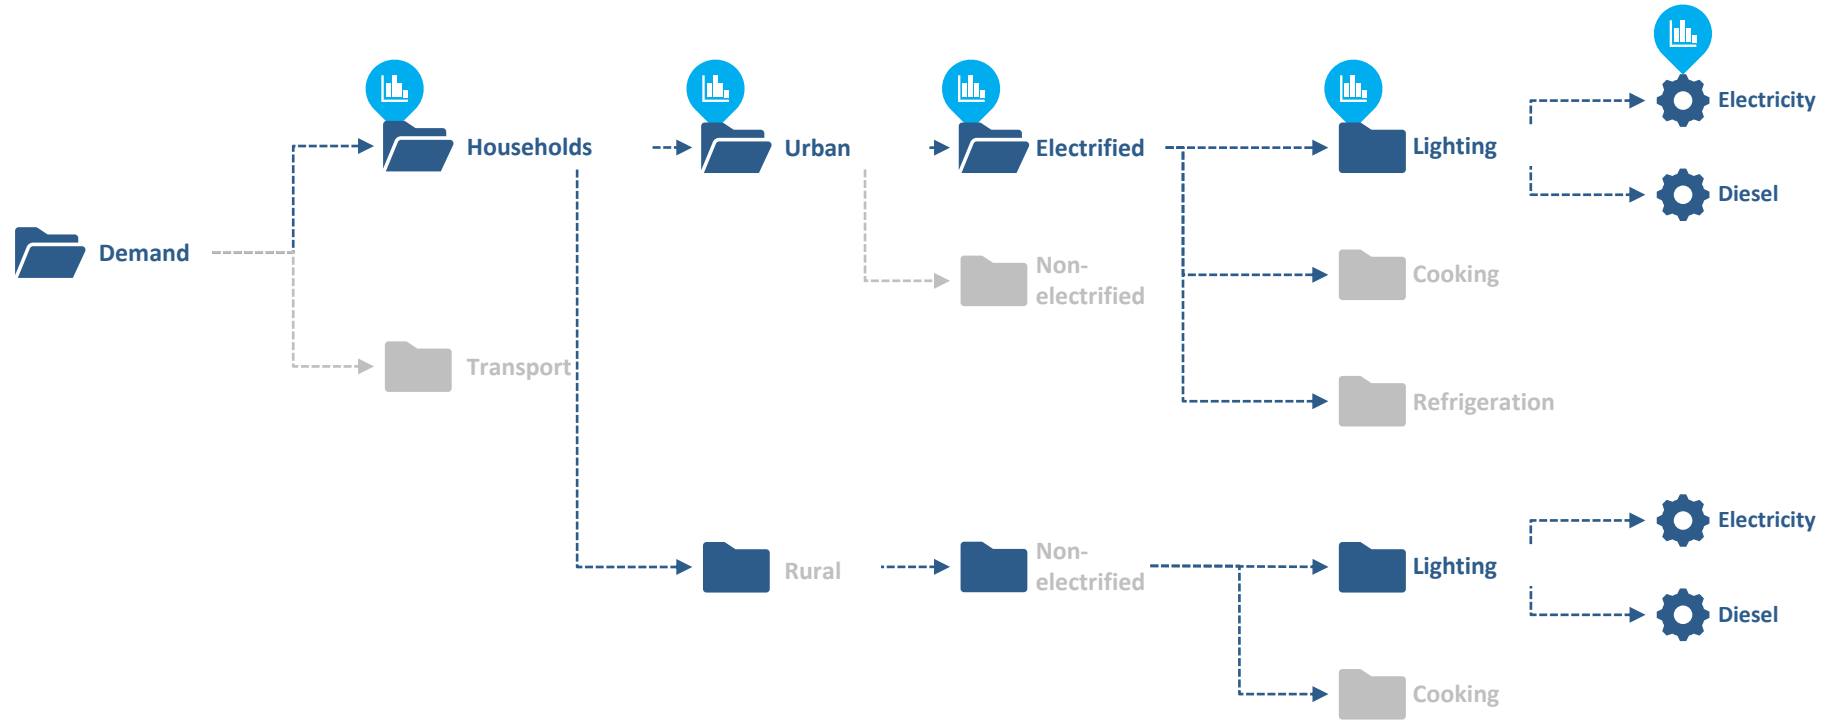 Electricity
Households
Urban
Electrified
Lighting
Diesel
Demand
Non-
electrified
Cooking
Transport
Refrigeration
Electricity
Rural
Non-
electrified
Lighting
Diesel
Cooking